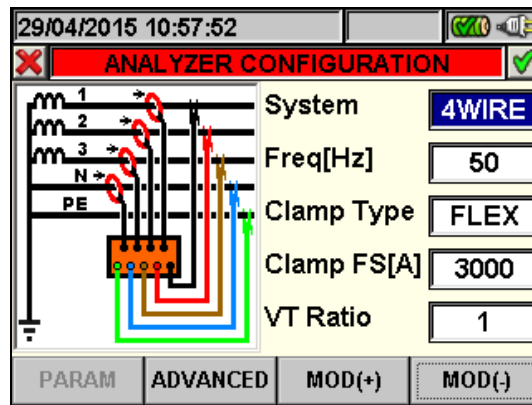 29/04/2015 10:57:52
ANALYZER CONFIGURATION
1
2
3
N
PE
System 4WIRE
Freq[Hz] 50
Clamp Type FLEX
Clamp FS[A] 3000
VT Ratio 1
PARAM ADVANCED MOD(+) MOD(-)